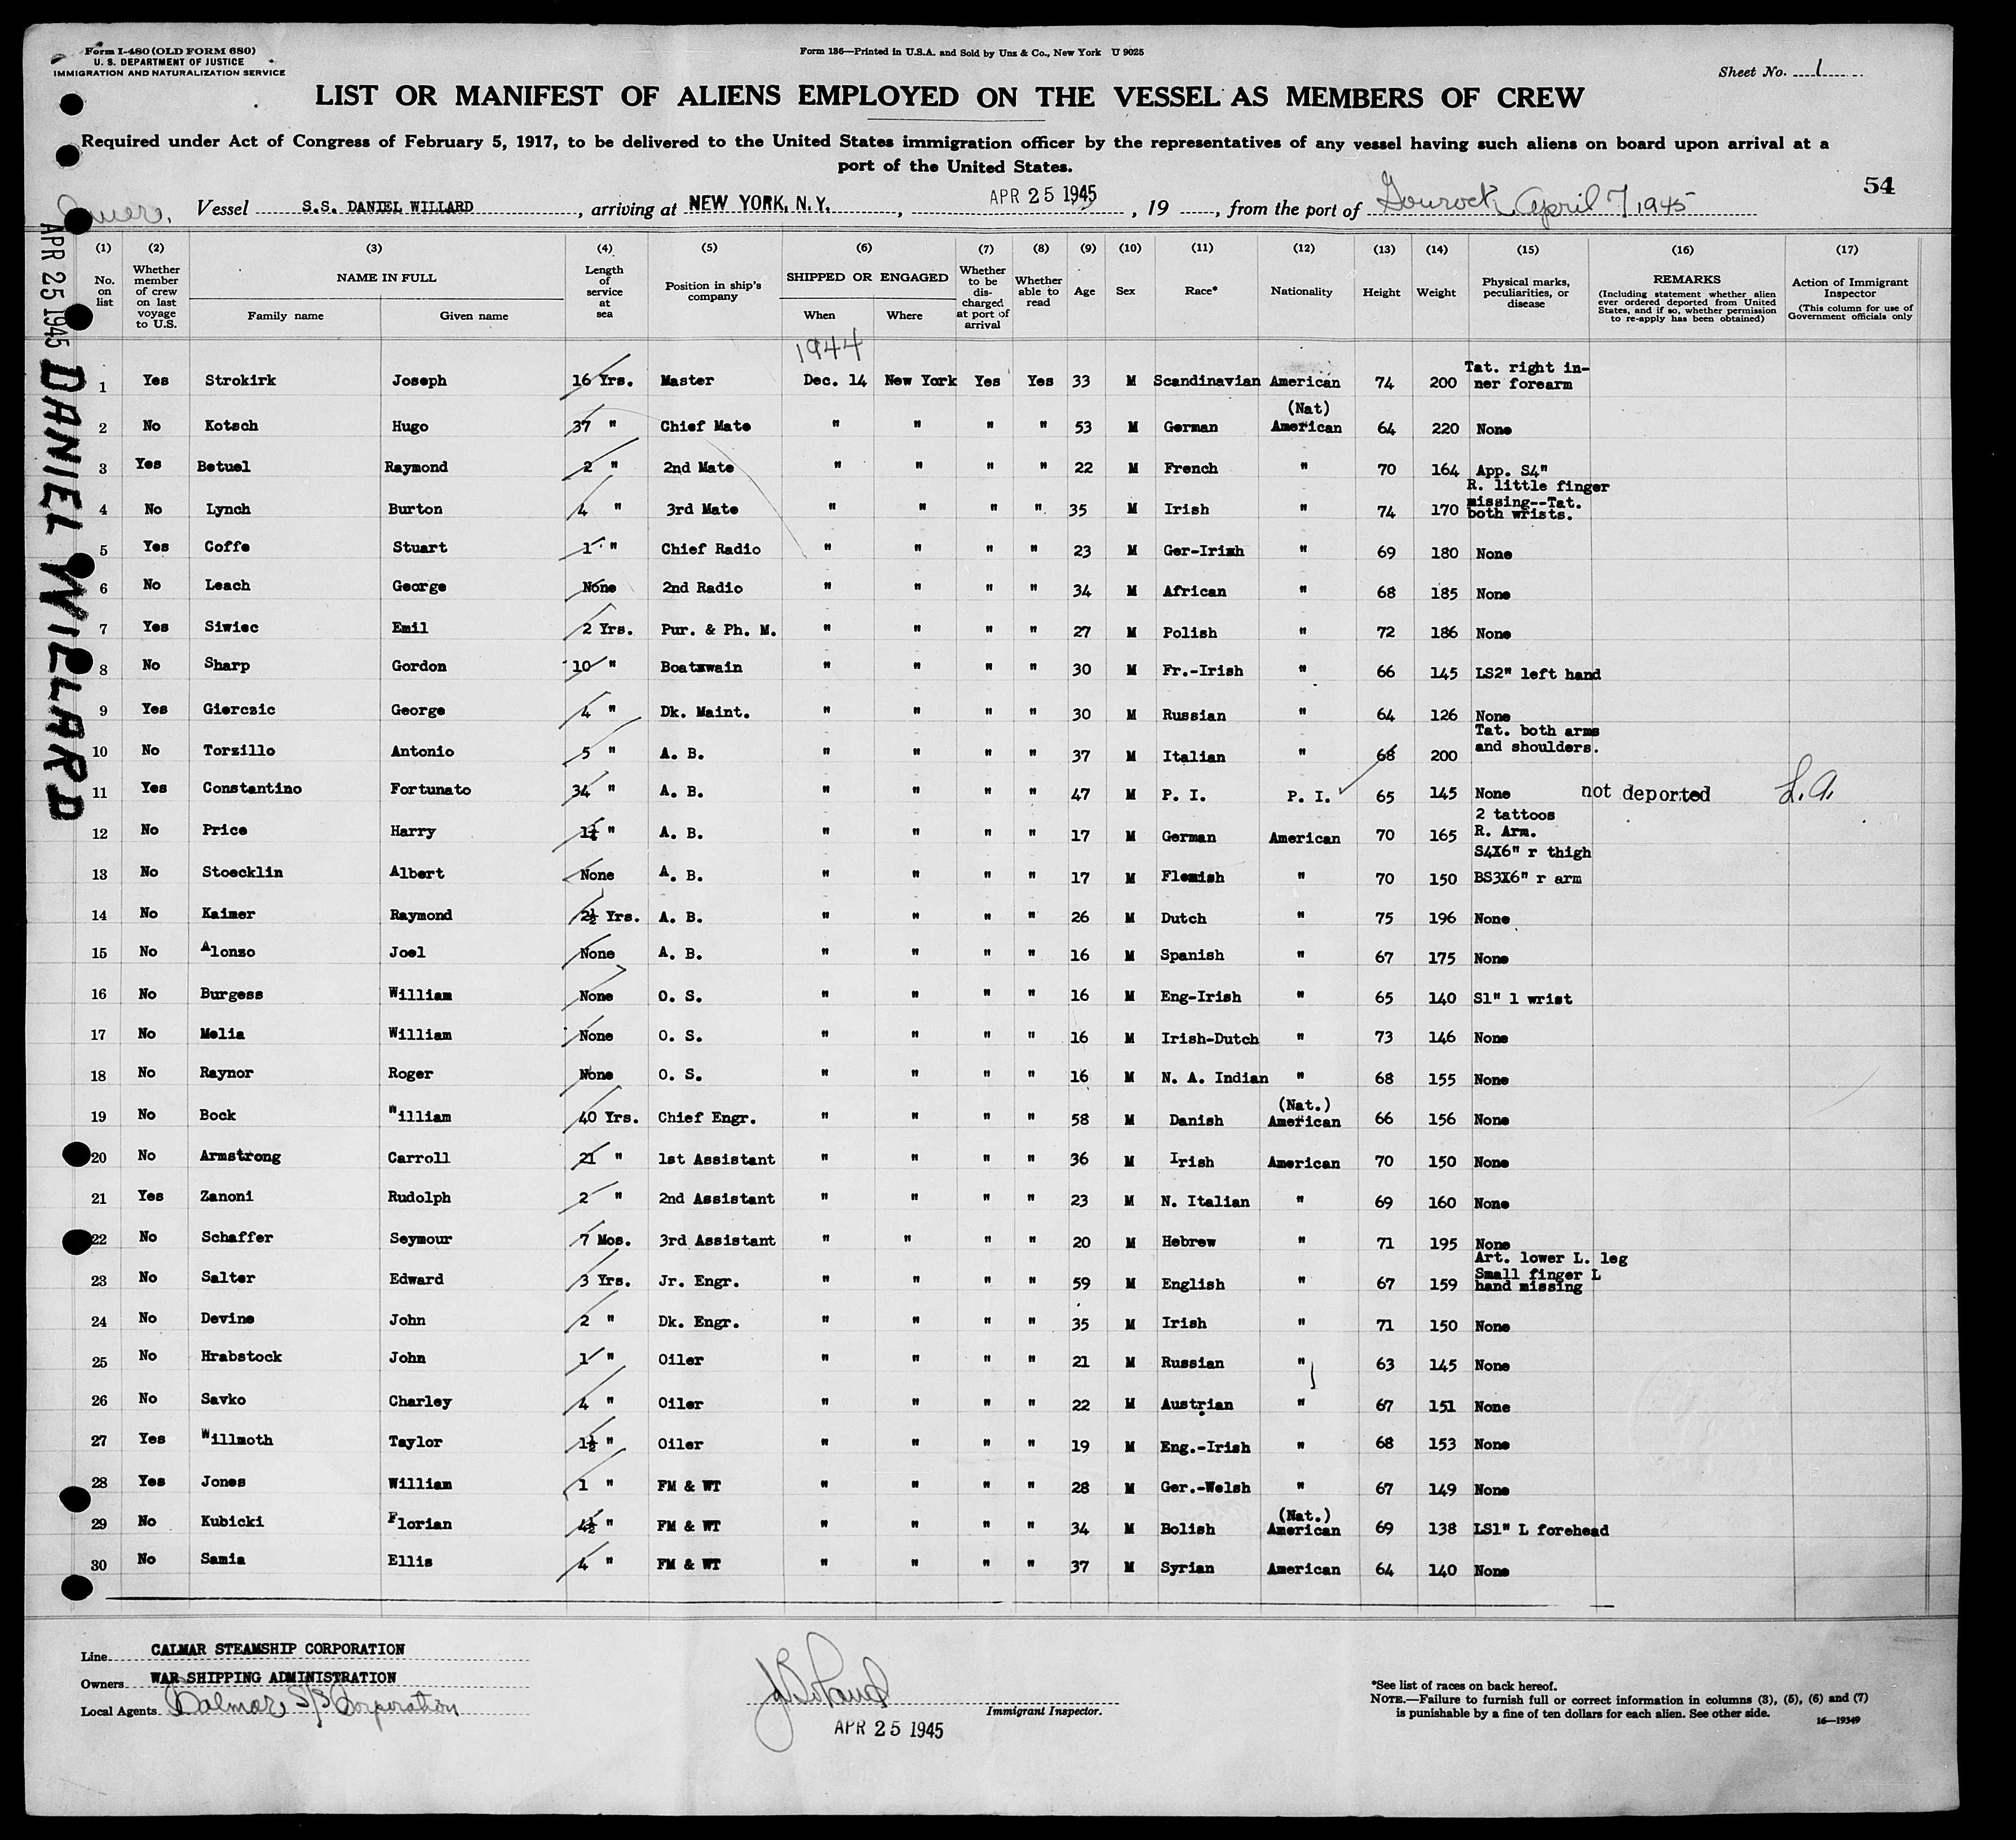 Form I-480 (OLD FORM 680)
U. S. DEPARTMENT OF JUSTICE
IMMIGRATION AND NATURALIZATION SERVICE
Form 136—Printed in U.S.A. and Sold by Unz & Co., New York U 9025
Sheet No. 1
LIST OR MANIFEST OF ALIENS EMPLOYED ON THE VESSEL AS MEMBERS OF CREW
Required under Act of Congress of February 5, 1917, to be delivered to the United States immigration officer by the representatives of any vessel having such aliens on board upon arrival at a
port of the United States.
54
Vessel S.S. DANIEL WILLARD, arriving at NEW YORK, N.Y., APR 25 1945, 19 , from the port of Gourock, April 7, 1945
APR 25 1945 DANIEL WILLARD
(1) (2) (3) (4) (5) (6) (7) (8) (9) (10) (11) (12) (13) (14) (15) (16) (17)
No. on list
Whether member of crew on last voyage to U.S.
NAME IN FULL
Family name
Given name
Length of service at sea
Position in ship's company
SHIPPED OR ENGAGED
When
Where
Whether to be discharged at port of arrival
Whether able to read
Age
Sex
Race*
Nationality
Height
Weight
Physical marks, peculiarities, or disease
REMARKS
(Including statement whether alien ever ordered deported from United States, and if so, whether permission to re-apply has been obtained)
Action of Immigrant Inspector
(This column for use of Government officials only
1944
1 Yes Strokirk Joseph 16 Yrs. Master Dec. 14 New York Yes Yes 33 M Scandinavian American 74 200 Tat. right in-ner forearm
2 No Kotsch Hugo 37 " Chief Mate " " " " 53 M German (Nat) American 64 220 None
3 Yes Betuel Raymond 2 " 2nd Mate " " " " 22 M French " 70 164 App. S4"
4 No Lynch Burton 4 " 3rd Mate " " " " 35 M Irish " 74 170 R. little finger missing--Tat. both wrists.
5 Yes Coffe Stuart 1 " Chief Radio " " " " 23 M Ger-Irish " 69 180 None
6 No Leach George None 2nd Radio " " " " 34 M African " 68 185 None
7 Yes Siwiec Emil 2 Yrs. Pur. & Ph. M. " " " " 27 M Polish " 72 186 None
8 No Sharp Gordon 10 " Boatswain " " " " 30 M Fr.-Irish " 66 145 LS2" left hand
9 Yes Gierczic George 4 " Dk. Maint. " " " " 30 M Russian " 64 126 None
10 No Torzillo Antonio 5 " A. B. " " " " 37 M Italian " 68 200 Tat. both arms and shoulders.
11 Yes Constantino Fortunato 34 " A. B. " " " " 47 M P. I. P. I. 65 145 None not deported L.A.
12 No Price Harry 1¼ " A. B. " " " " 17 M German American 70 165 2 tattoos R. Arm.
13 No Stoecklin Albert None A. B. " " " " 17 M Flemish " 70 150 S4X6" r thigh BS3X6" r arm
14 No Kaimer Raymond 2½ Yrs. A. B. " " " " 26 M Dutch " 75 196 None
15 No Alonzo Joel None A. B. " " " " 16 M Spanish " 67 175 None
16 No Burgess William None O. S. " " " " 16 M Eng-Irish " 65 140 S1" l wrist
17 No Melia William None O. S. " " " " 16 M Irish-Dutch " 73 146 None
18 No Raynor Roger None O. S. " " " " 16 M N. A. Indian " 68 155 None
19 No Bock William 40 Yrs. Chief Engr. " " " " 58 M Danish (Nat.) American 66 156 None
20 No Armstrong Carroll 21 " 1st Assistant " " " " 36 M Irish American 70 150 None
21 Yes Zanoni Rudolph 2 " 2nd Assistant " " " " 23 M N. Italian " 69 160 None
22 No Schaffer Seymour 7 Mos. 3rd Assistant " " " " 20 M Hebrew " 71 195 None
23 No Salter Edward 3 Yrs. Jr. Engr. " " " " 59 M English " 67 159 Art. lower L. leg Small finger L hand missing
24 No Devine John 2 " Dk. Engr. " " " " 35 M Irish " 71 150 None
25 No Hrabstock John 1 " Oiler " " " " 21 M Russian " 63 145 None
26 No Savko Charley 4 " Oiler " " " " 22 M Austrian " 67 151 None
27 Yes Willmoth Taylor 1½ " Oiler " " " " 19 M Eng.-Irish " 68 153 None
28 Yes Jones William 1 " FM & WT " " " " 28 M Ger.-Welsh " 67 149 None
29 No Kubicki Florian 4½ " FM & WT " " " " 34 M Bolish (Nat.) American 69 138 LS1" L forehead
30 No Samia Ellis 4 " FM & WT " " " " 37 M Syrian American 64 140 None
Line CALMAR STEAMSHIP CORPORATION
Owners WAR SHIPPING ADMINISTRATION
Local Agents Calmar S/S Corporation
Immigrant Inspector.
APR 25 1945
*See list of races on back hereof.
NOTE.—Failure to furnish full or correct information in columns (3), (5), (6) and (7)
is punishable by a fine of ten dollars for each alien. See other side.
16—19349